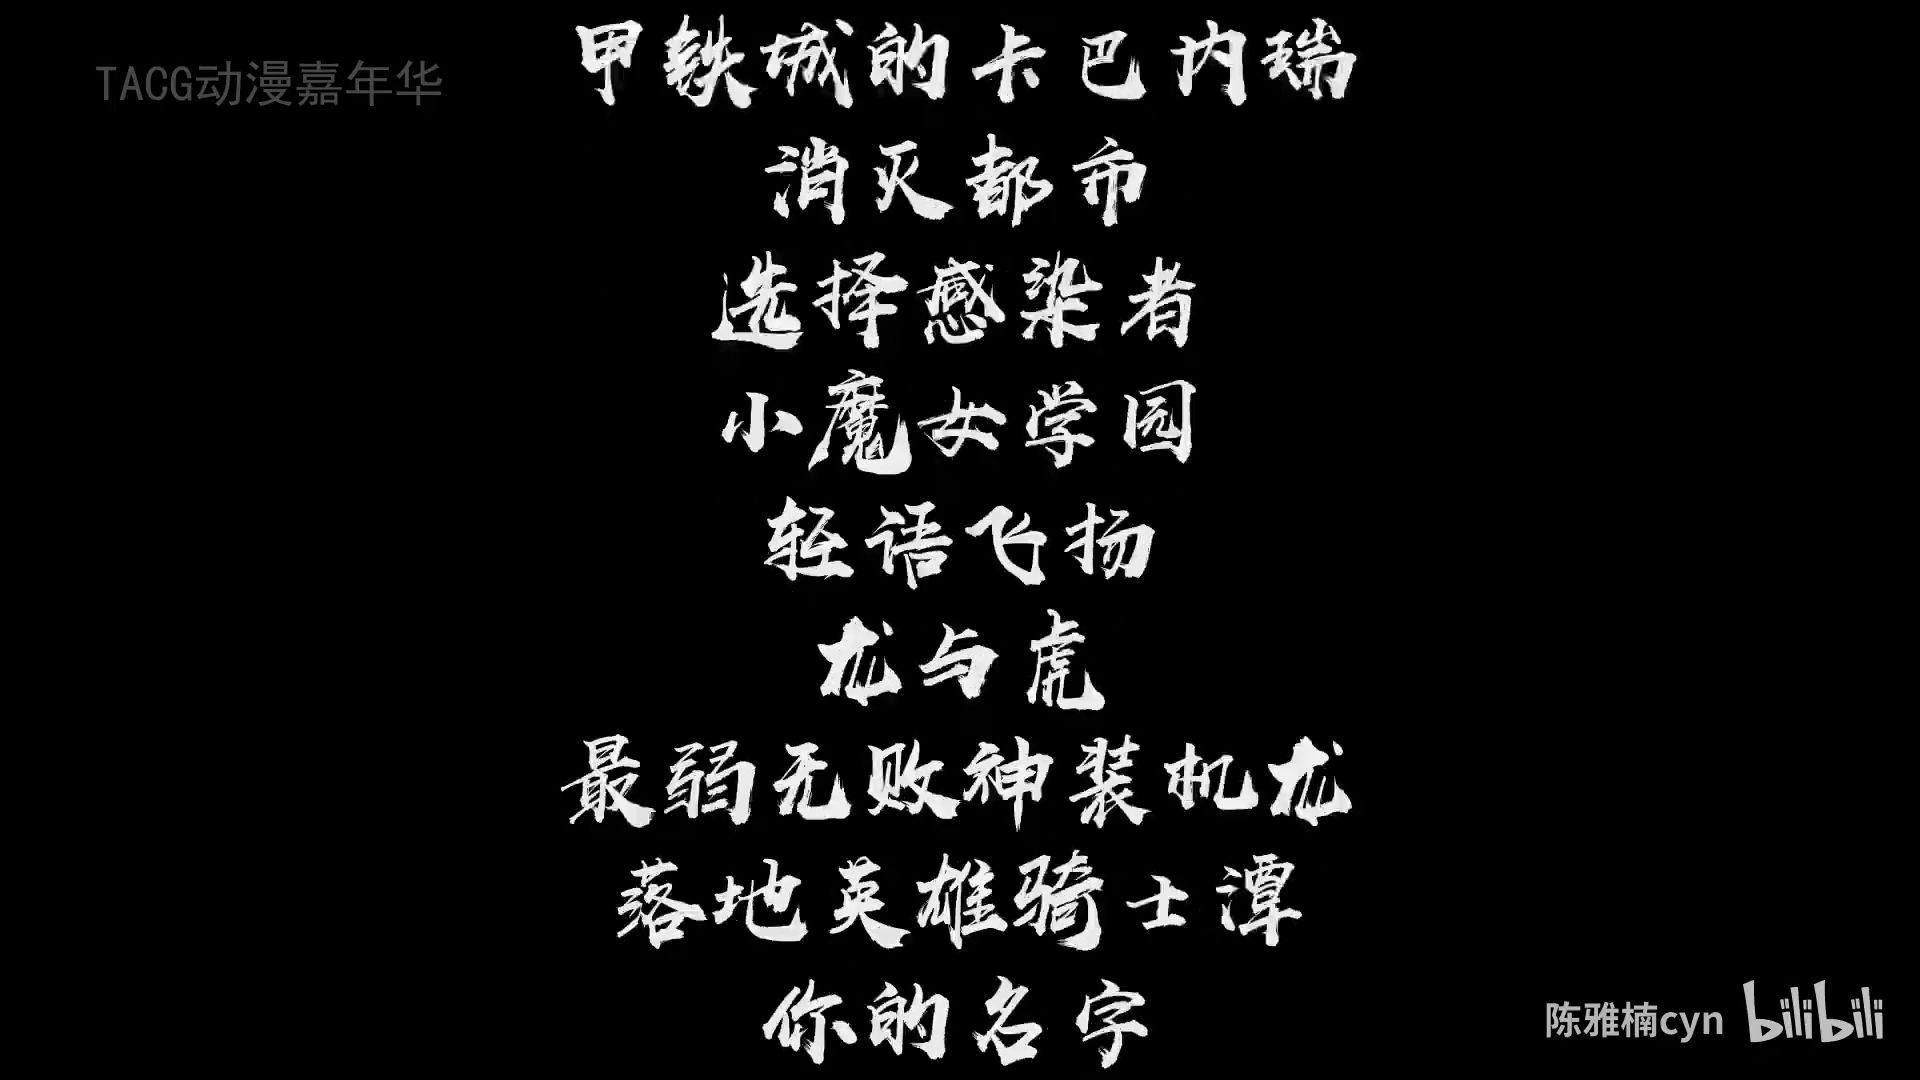 甲铁城的卡巴内瑞
TACG动漫嘉年华
消灭都市
选择感染者
小魔女学园
轻语飞扬
龙与虎
最弱无败神装机龙
落地英雄骑士潭
你的名字
陈雅楠cyn bilibili